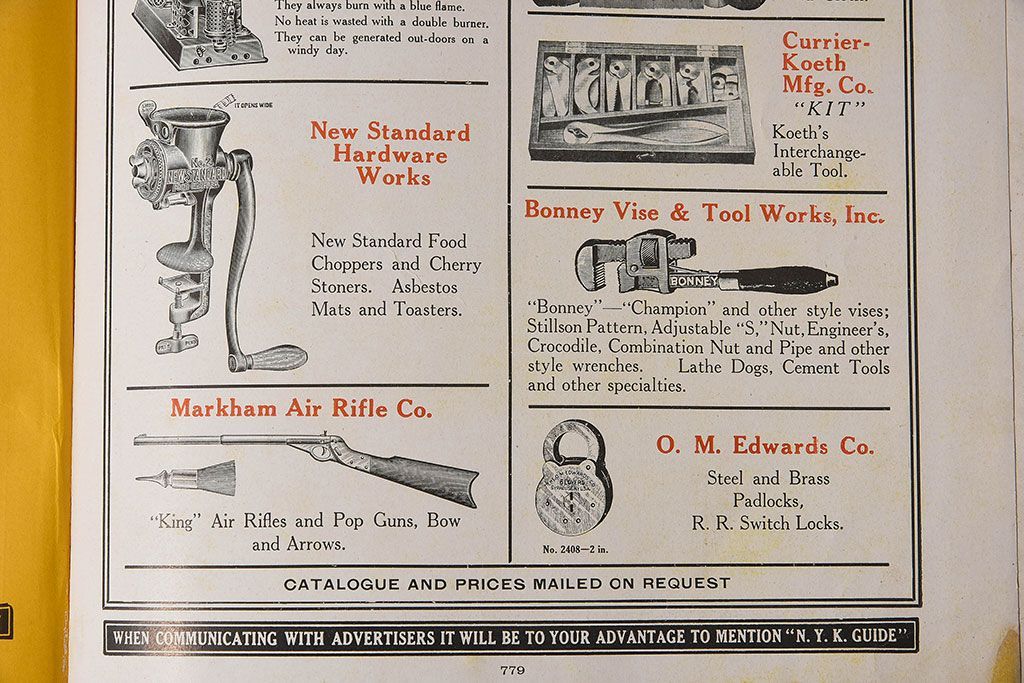 They always burn with a blue flame.
No heat is wasted with a double burner.
They can be generated out-doors on a
windy day.
IT OPENS WIDE
NEW STANDARD
New Standard
Hardware
Works
New Standard Food
Choppers and Cherry
Stoners. Asbestos
Mats and Toasters.
Markham Air Rifle Co.
"King" Air Rifles and Pop Guns, Bow
and Arrows.
Currier-
Koeth
Mfg. Co.
"KIT"
Koeth's
Interchange-
able Tool.
Bonney Vise & Tool Works, Inc.
BONNEY
"Bonney"—"Champion" and other style vises;
Stillson Pattern, Adjustable "S," Nut, Engineer's,
Crocodile, Combination Nut and Pipe and other
style wrenches. Lathe Dogs, Cement Tools
and other specialties.
O. M. Edwards Co.
Steel and Brass
Padlocks,
R. R. Switch Locks.
No. 2408—2 in.
CATALOGUE AND PRICES MAILED ON REQUEST
WHEN COMMUNICATING WITH ADVERTISERS IT WILL BE TO YOUR ADVANTAGE TO MENTION "N. Y. K. GUIDE"
779